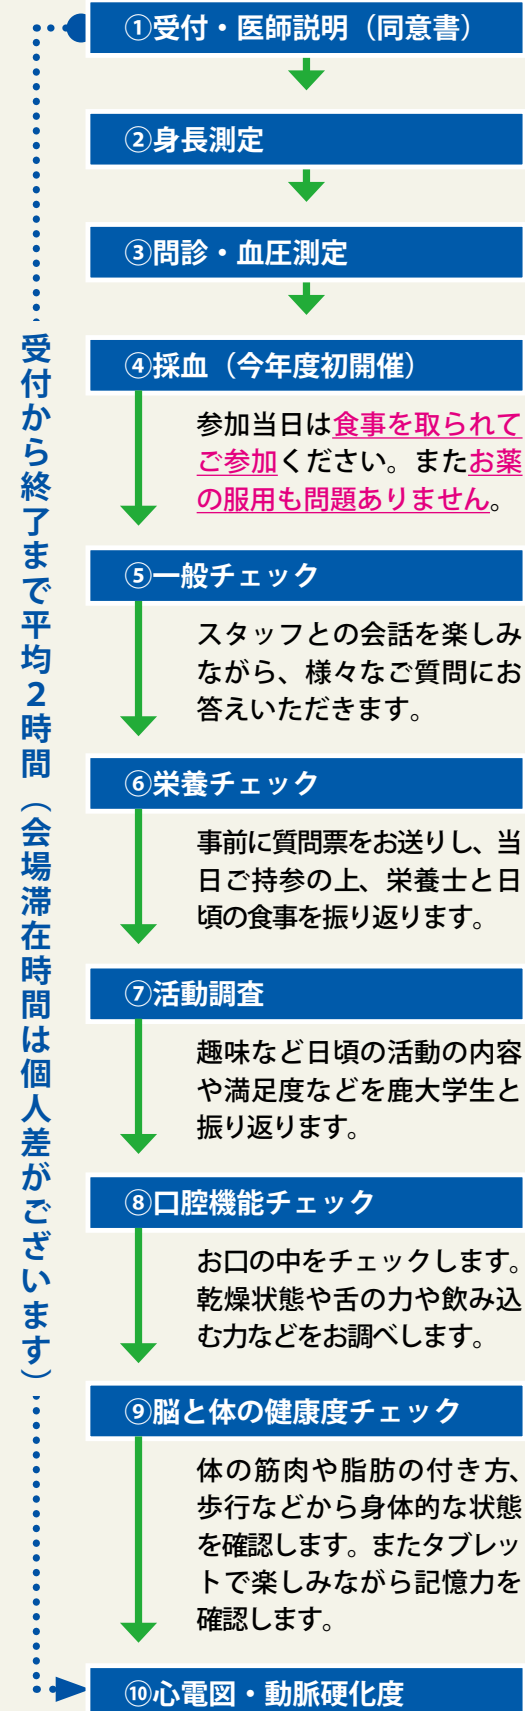 ①受付・医師説明（同意書）
②身長測定
③問診・血圧測定
④採血（今年度初開催）
参加当日は食事を取られて
ご参加ください。またお薬
の服用も問題ありません。
⑤一般チェック
スタッフとの会話を楽しみ
ながら、様々なご質問にお
答えいただきます。
⑥栄養チェック
事前に質問票をお送りし、当
日ご持参の上、栄養士と日
頃の食事を振り返ります。
⑦活動調査
趣味など日頃の活動の内容
や満足度などを鹿大学生と
振り返ります。
⑧口腔機能チェック
お口の中をチェックします。
乾燥状態や舌の力や飲み込
む力などをお調べします。
⑨脳と体の健康度チェック
体の筋肉や脂肪の付き方、
歩行などから身体的な状態
を確認します。またタブレッ
トで楽しみながら記憶力を
確認します。
⑩心電図・動脈硬化度
受付から終了まで平均２時間（会場滞在時間は個人差がございます）